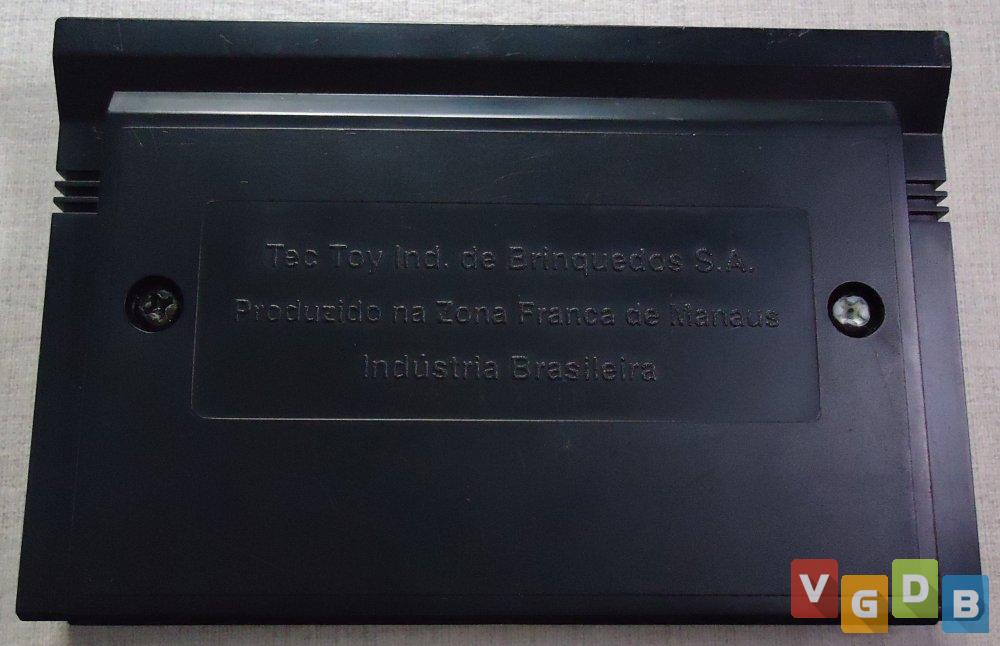 Tec Toy Ind. de Brinquedos S.A.
Produzido na Zona Franca de Manaus
Indústria Brasileira
VGDB